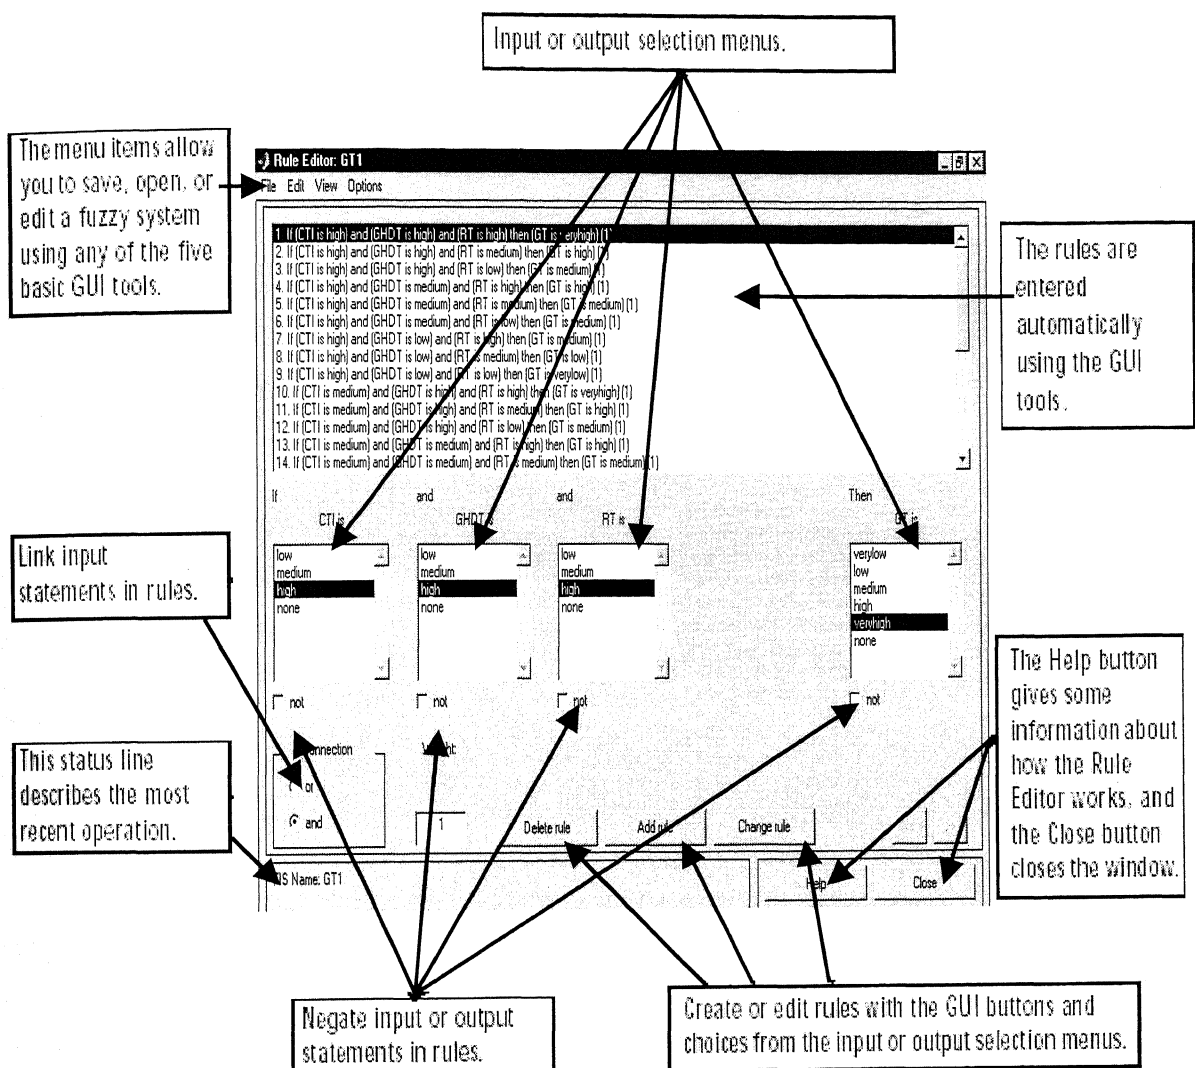 Input or output selection menus.
The menu items allow
you to save, open, or
edit a fuzzy system
using any of the five
basic GUI tools.
Rule Editor: GT1
File Edit View Options
1. If (CTI is high) and (GHDT is high) and (RT is high) then (GT is veryhigh) (1)
2. If (CTI is high) and (GHDT is high) and (RT is medium) then (GT is high) (1)
3. If (CTI is high) and (GHDT is high) and (RT is low) then (GT is medium) (1)
4. If (CTI is high) and (GHDT is medium) and (RT is high) then (GT is high) (1)
5. If (CTI is high) and (GHDT is medium) and (RT is medium) then (GT is medium) (1)
6. If (CTI is high) and (GHDT is medium) and (RT is low) then (GT is medium) (1)
7. If (CTI is high) and (GHDT is low) and (RT is high) then (GT is medium) (1)
8. If (CTI is high) and (GHDT is low) and (RT is medium) then (GT is low) (1)
9. If (CTI is high) and (GHDT is low) and (RT is low) then (GT is verylow) (1)
10. If (CTI is medium) and (GHDT is high) and (RT is high) then (GT is veryhigh) (1)
11. If (CTI is medium) and (GHDT is high) and (RT is medium) then (GT is high) (1)
12. If (CTI is medium) and (GHDT is high) and (RT is low) then (GT is medium) (1)
13. If (CTI is medium) and (GHDT is medium) and (RT is high) then (GT is high) (1)
14. If (CTI is medium) and (GHDT is medium) and (RT is medium) then (GT is medium) (1)
The rules are
entered
automatically
using the GUI
tools.
If and and Then
CTI is GHDT is RT is GT is
low
medium
high
none
low
medium
high
none
low
medium
high
none
verylow
low
medium
high
veryhigh
none
not not not not
Link input
statements in rules.
Connection
or
and
Weight:
1
Delete rule Add rule Change rule
This status line
describes the most
recent operation.
FIS Name: GT1
Help Close
The Help button
gives some
information about
how the Rule
Editor works, and
the Close button
closes the window.
Negate input or output
statements in rules.
Create or edit rules with the GUI buttons and
choices from the input or output selection menus.